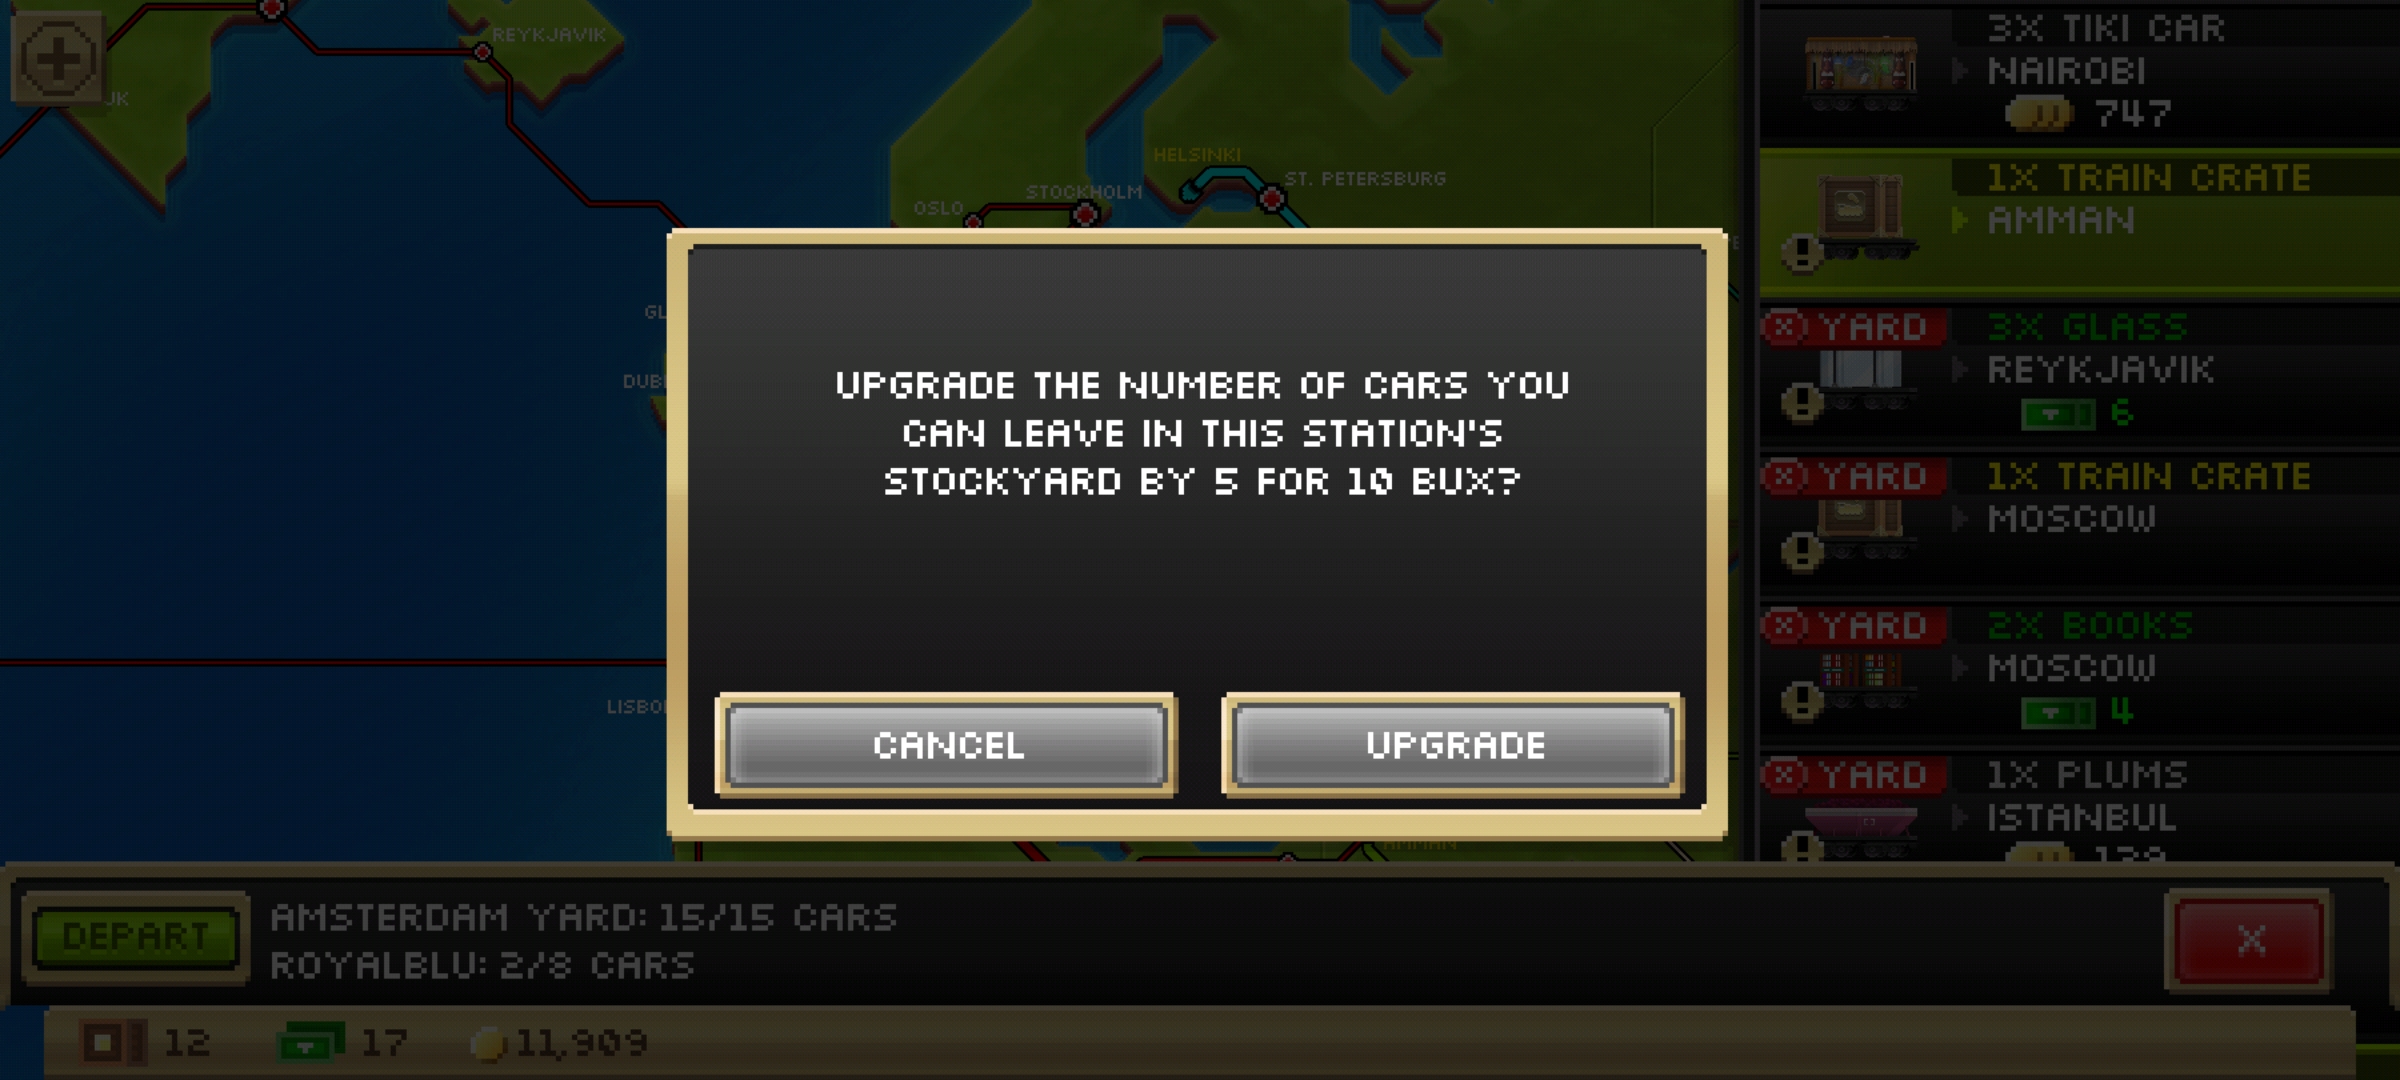 REYKJAVIK
HELSINKI
ST. PETERSBURG
STOCKHOLM
OSLO
UPGRADE THE NUMBER OF CARS YOU
CAN LEAVE IN THIS STATION'S
STOCKYARD BY 5 FOR 10 BUX?
CANCEL
UPGRADE
AMMAN
3X TIKI CAR
NAIROBI
747
1X TRAIN CRATE
AMMAN
X YARD
3X GLASS
REYKJAVIK
6
X YARD
1X TRAIN CRATE
MOSCOW
X YARD
2X BOOKS
MOSCOW
4
X YARD
1X PLUMS
ISTANBUL
DEPART
AMSTERDAM YARD: 15/15 CARS
ROYALBLU: 2/8 CARS
X
12
17
11,909